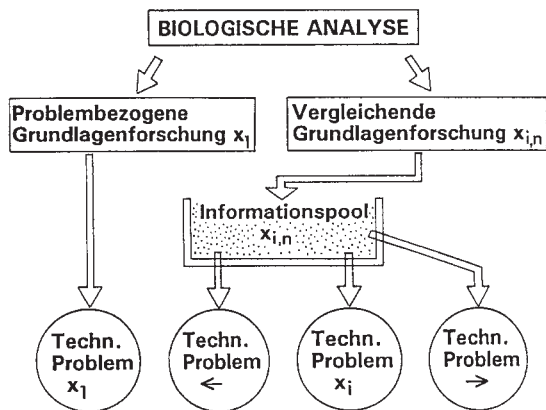 BIOLOGISCHE ANALYSE
Problembezogene
Grundlagenforschung x₁
Vergleichende
Grundlagenforschung xᵢ,ₙ
Informationspool
xᵢ,ₙ
Techn.
Problem
x₁
Techn.
Problem
←
Techn.
Problem
xᵢ
Techn.
Problem
→